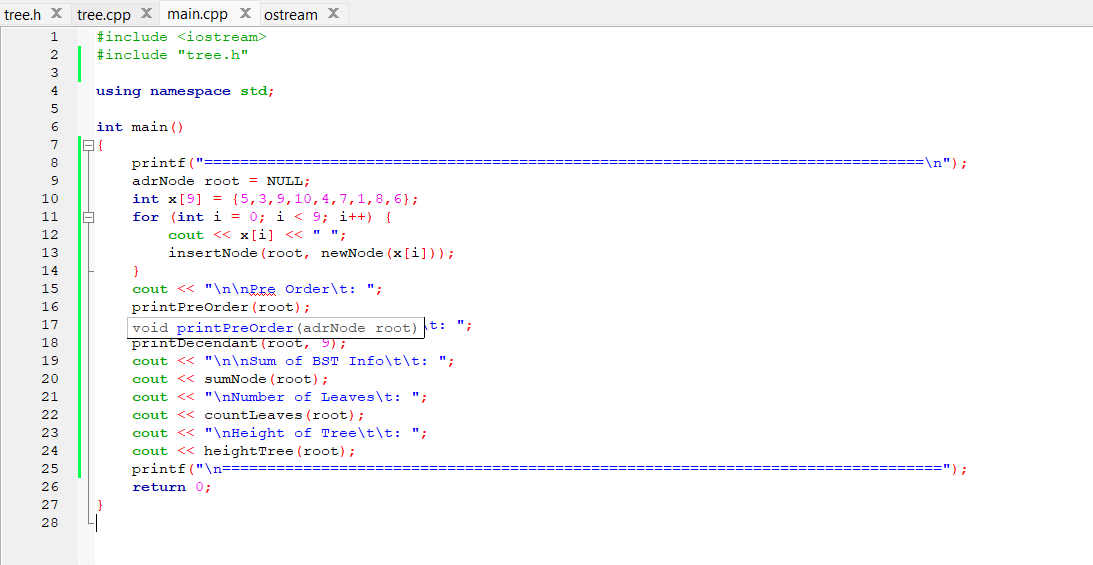 tree.h X tree.cpp X main.cpp X ostream X
1 #include <iostream>
2 #include "tree.h"
3
4 using namespace std;
5
6 int main()
7 {
8 printf("================================================================================\n");
9 adrNode root = NULL;
10 int x[9] = {5,3,9,10,4,7,1,8,6};
11 for (int i = 0; i < 9; i++) {
12 cout << x[i] << " ";
13 insertNode(root, newNode(x[i]));
14 }
15 cout << "\n\nPre Order\t: ";
16 printPreOrder(root);
17 \t: ";
void printPreOrder(adrNode root)
18 printDecendant(root, 9);
19 cout << "\n\nSum of BST Info\t\t: ";
20 cout << sumNode(root);
21 cout << "\nNumber of Leaves\t: ";
22 cout << countLeaves(root);
23 cout << "\nHeight of Tree\t\t: ";
24 cout << heightTree(root);
25 printf("\n================================================================================");
26 return 0;
27 }
28